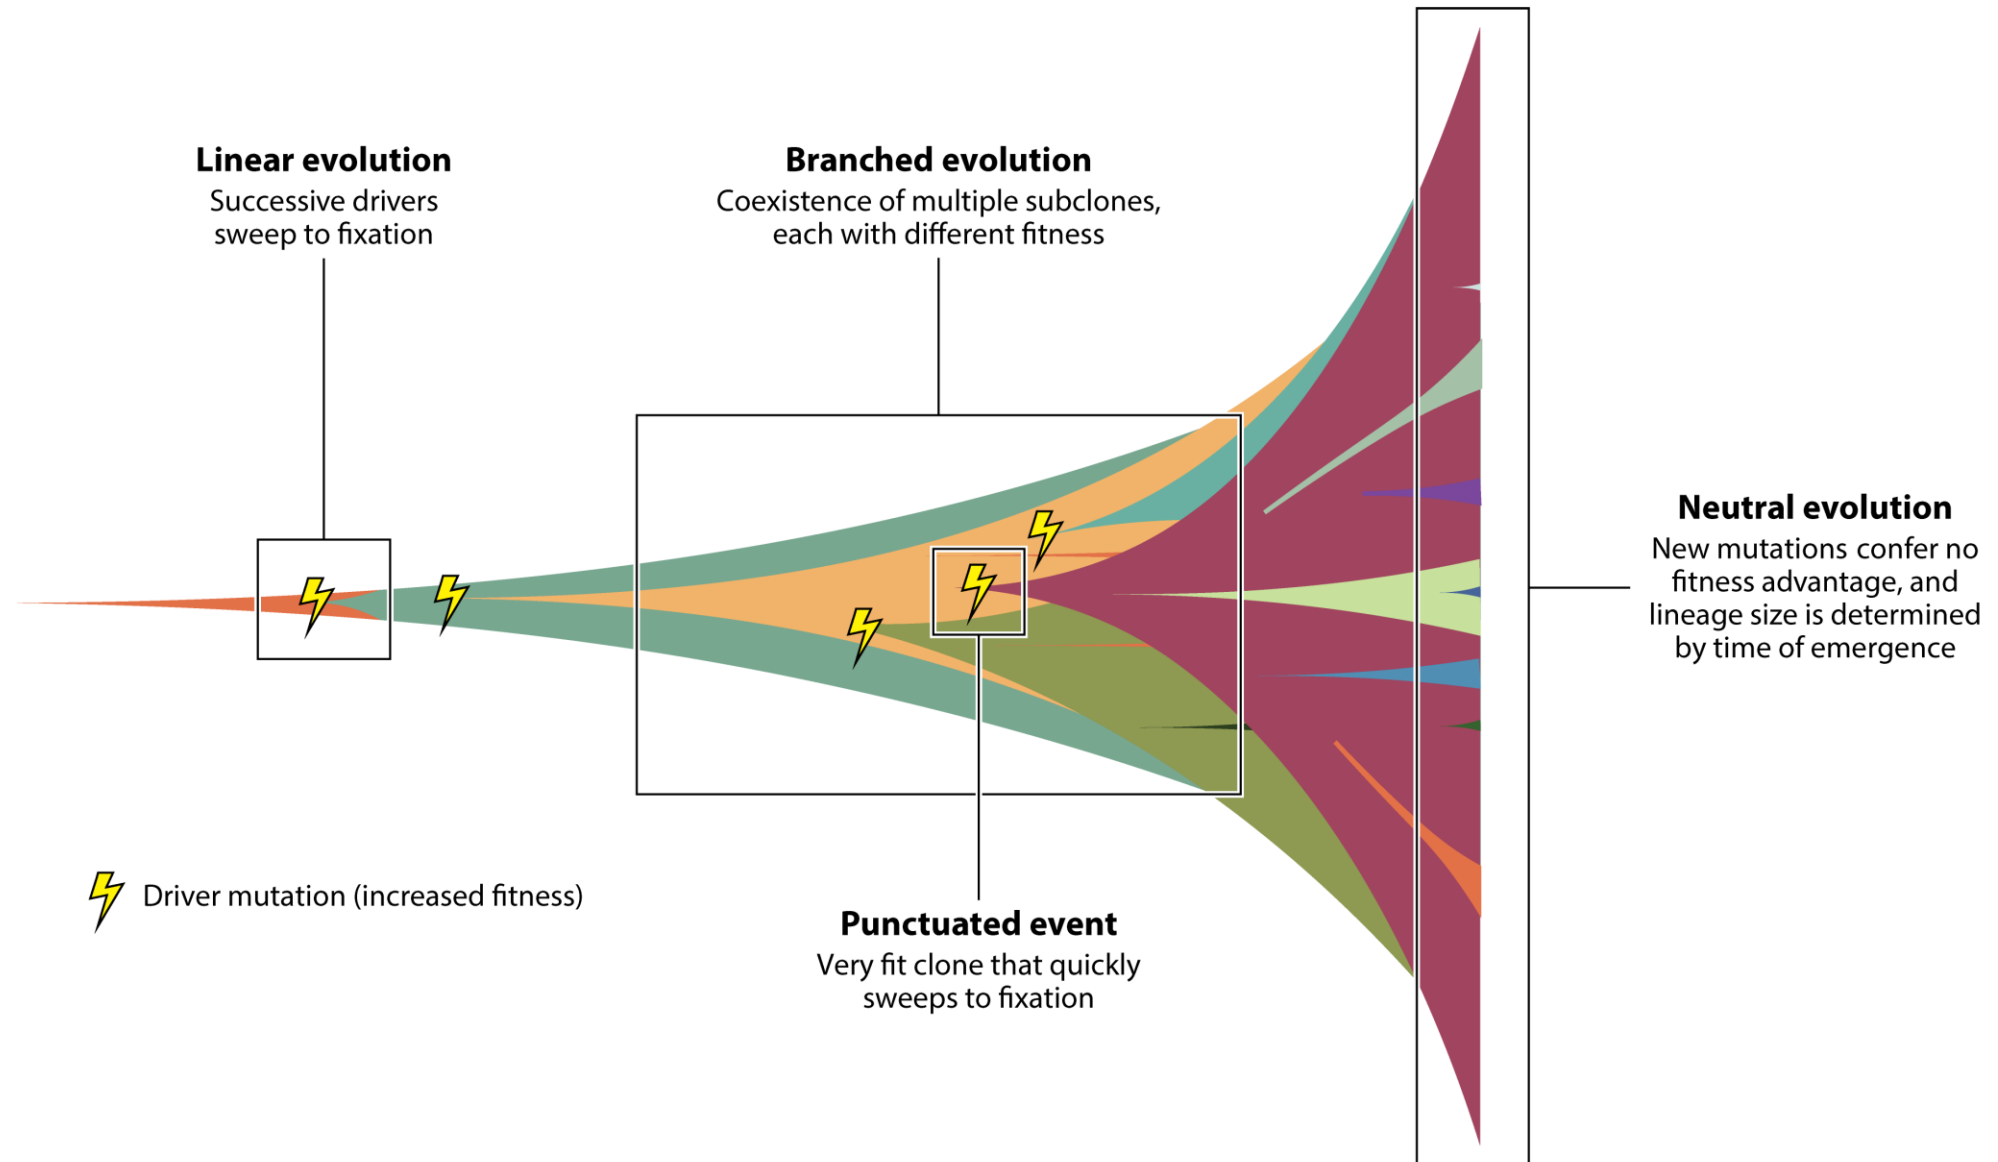 Linear evolution
Successive drivers
sweep to fixation
Branched evolution
Coexistence of multiple subclones,
each with different fitness
Neutral evolution
New mutations confer no
fitness advantage, and
lineage size is determined
by time of emergence
Driver mutation (increased fitness)
Punctuated event
Very fit clone that quickly
sweeps to fixation